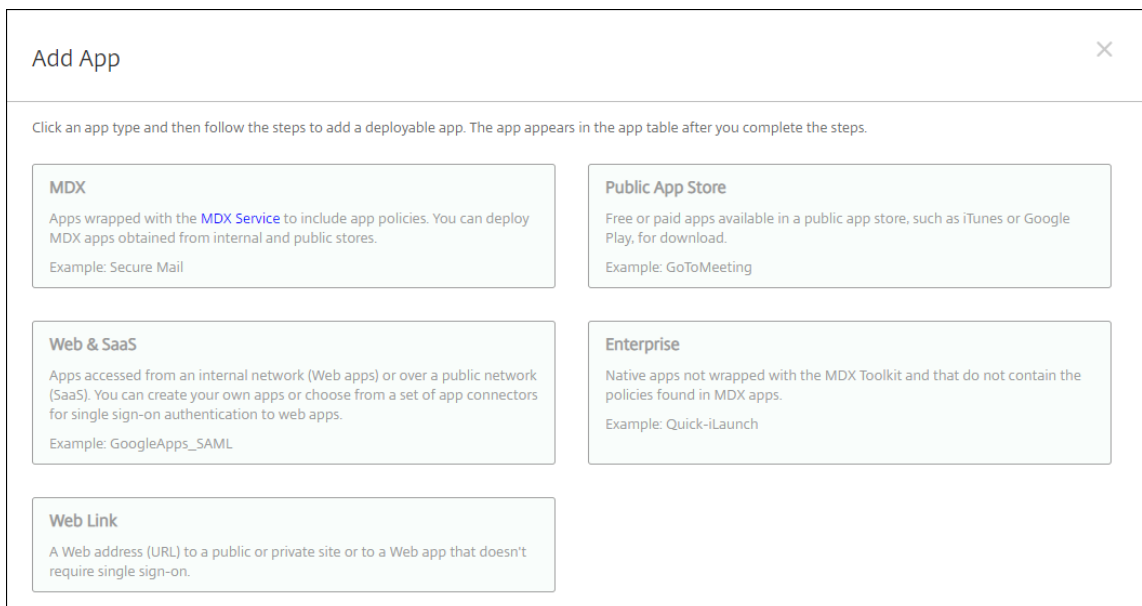 Add App
Click an app type and then follow the steps to add a deployable app. The app appears in the app table after you complete the steps.
MDX
Apps wrapped with the MDX Service to include app policies. You can deploy
MDX apps obtained from internal and public stores.
Example: Secure Mail
Public App Store
Free or paid apps available in a public app store, such as iTunes or Google
Play, for download.
Example: GoToMeeting
Web & SaaS
Apps accessed from an internal network (Web apps) or over a public network
(SaaS). You can create your own apps or choose from a set of app connectors
for single sign-on authentication to web apps.
Example: GoogleApps_SAML
Enterprise
Native apps not wrapped with the MDX Toolkit and that do not contain the
policies found in MDX apps.
Example: Quick-iLaunch
Web Link
A Web address (URL) to a public or private site or to a Web app that doesn't
require single sign-on.